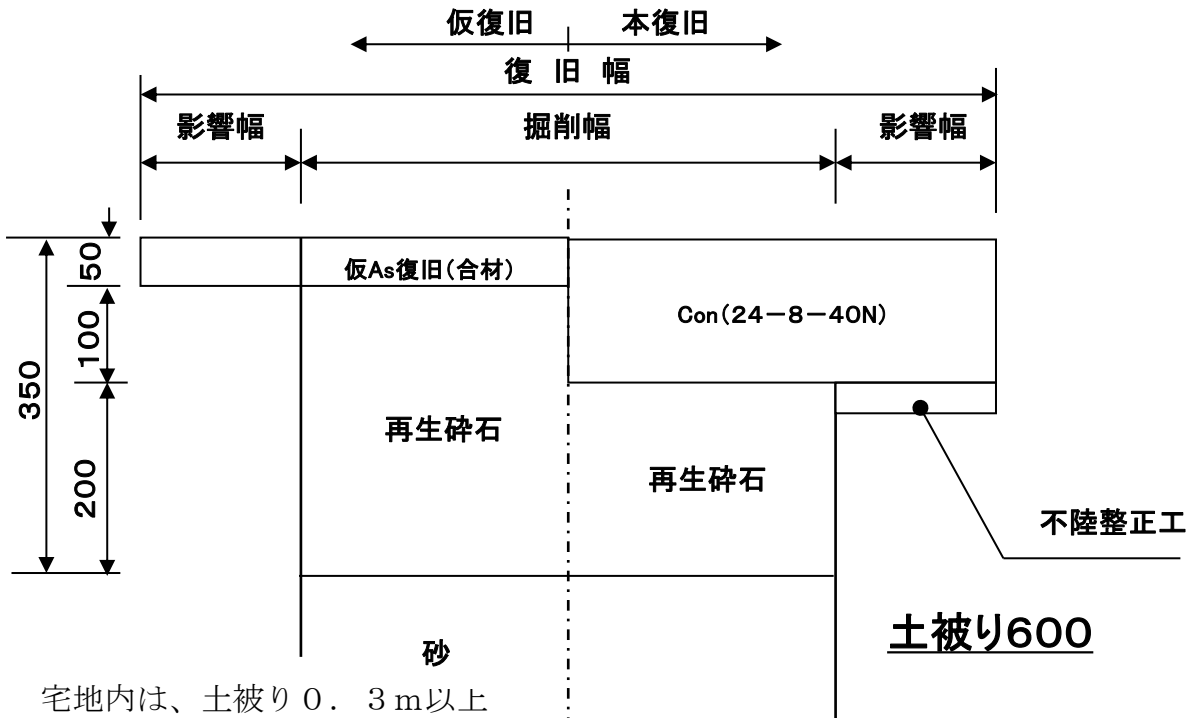 仮復旧 本復旧
復 旧 幅
影響幅 掘削幅 影響幅
50
仮As復旧(合材)
100
Con(24-8-40N)
350
再生砕石
200
再生砕石
不陸整正工
土被り600
砂
宅地内は、土被り0.3m以上